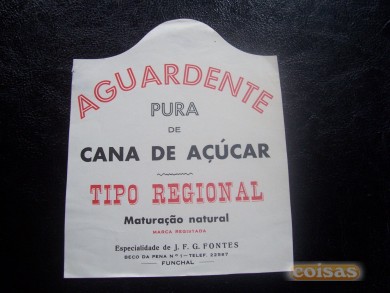 AGUARDENTE
PURA
DE
CANA DE AÇÚCAR
TIPO REGIONAL
Maturação natural
MARCA REGISTADA
Especialidade de J. F. G. FONTES
BECO DA PENA Nº 1—TELEF. 22987
FUNCHAL
coisas